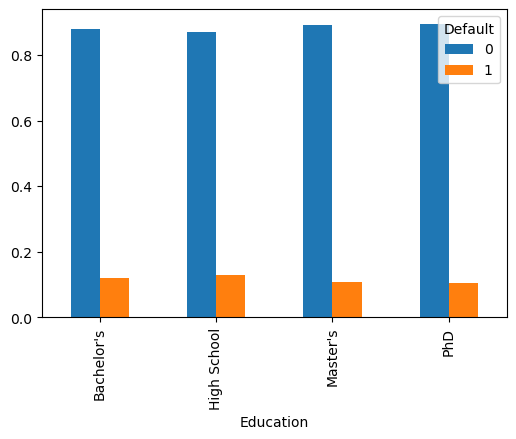 Default
0
1
0.8
0.6
0.4
0.2
0.0
Bachelor's
High School
Master's
PhD
Education